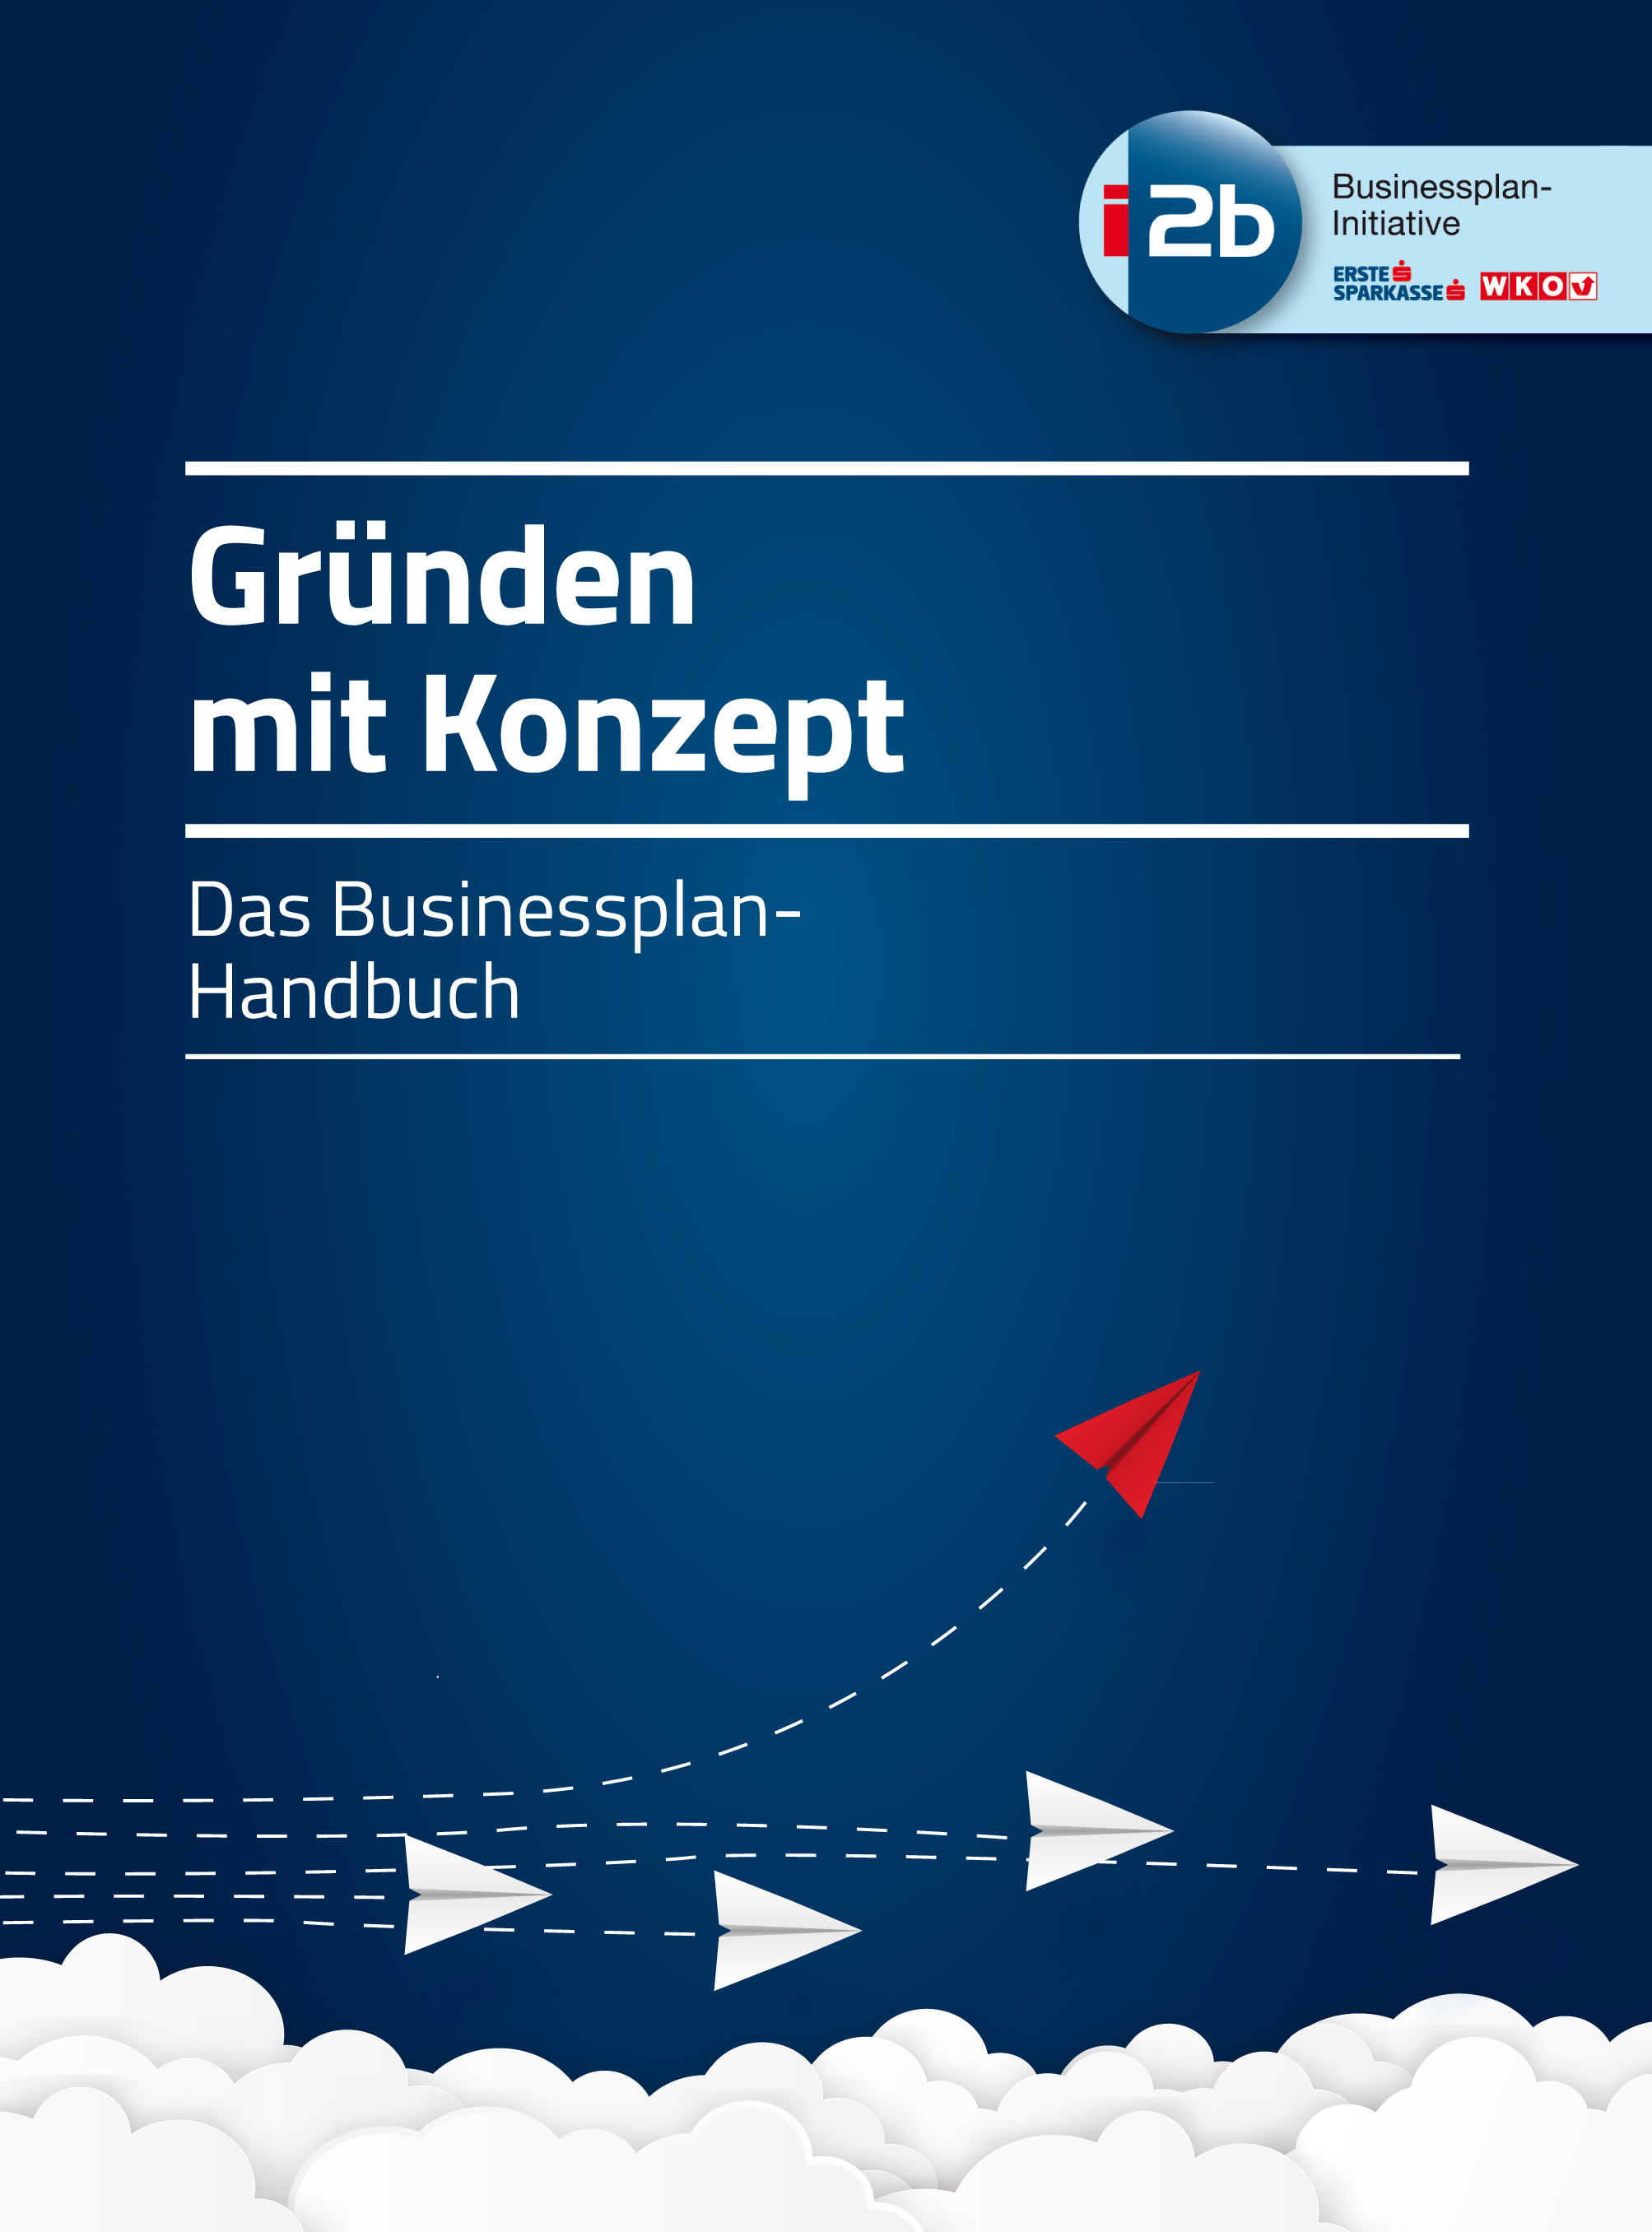 i2b
Businessplan-
Initiative
ERSTE
SPARKASSE
WKO
Gründen
mit Konzept
Das Businessplan-
Handbuch